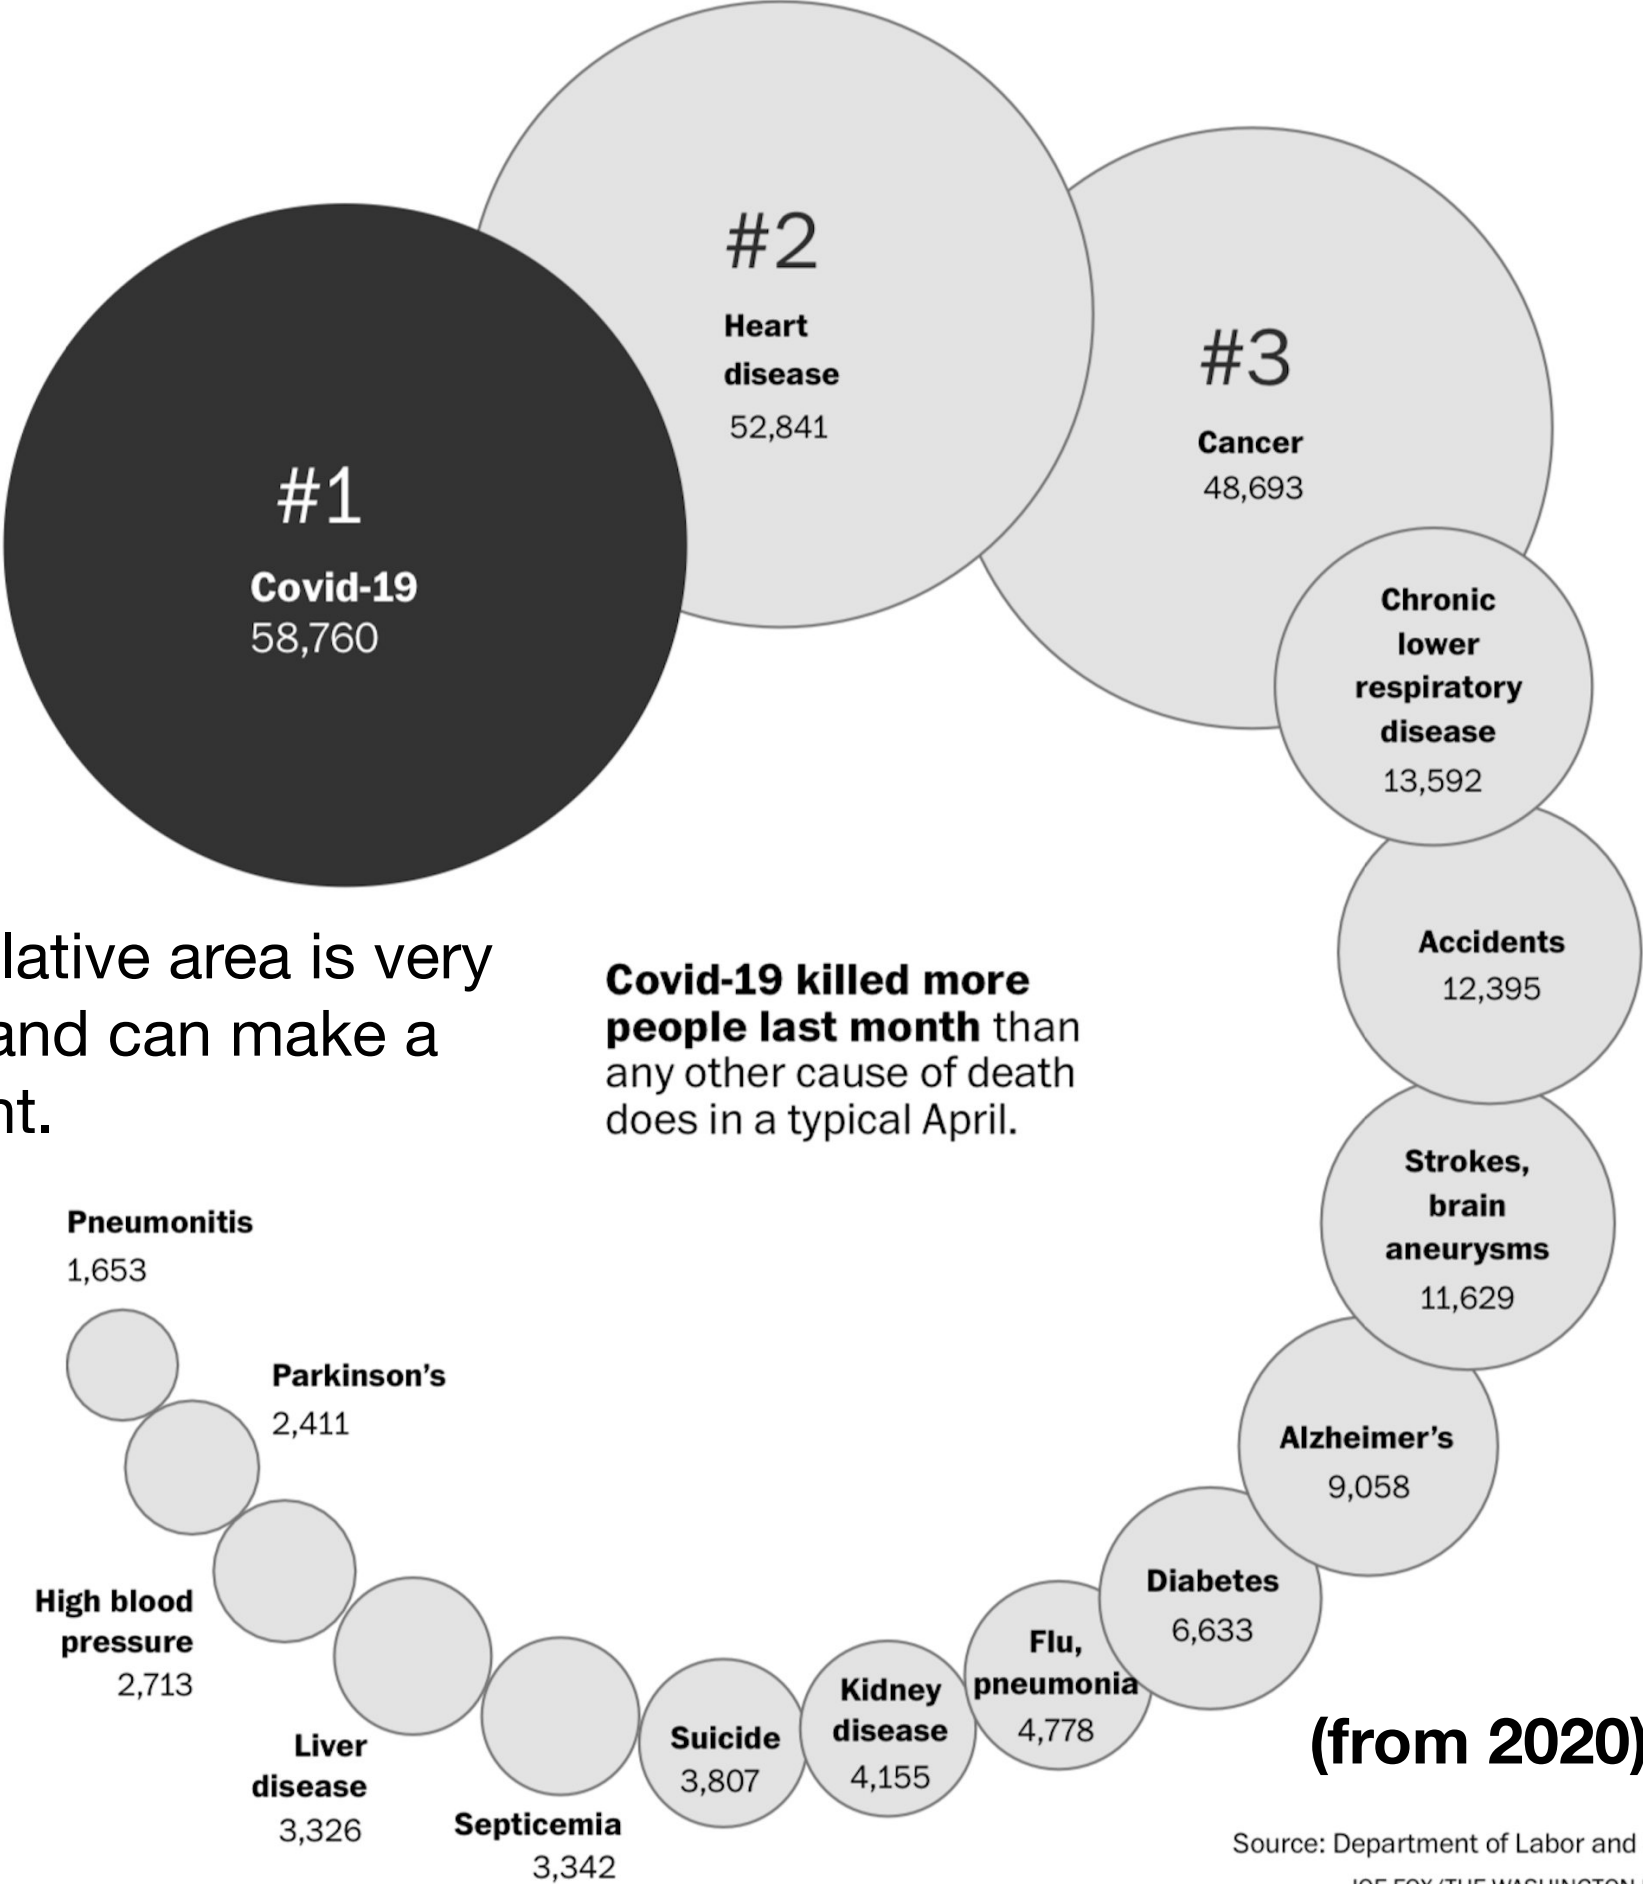 #1
Covid-19
58,760
#2
Heart
disease
52,841
#3
Cancer
48,693
Chronic
lower
respiratory
disease
13,592
Accidents
12,395
Strokes,
brain
aneurysms
11,629
Alzheimer’s
9,058
Diabetes
6,633
Flu,
pneumonia
4,778
Kidney
disease
4,155
Suicide
3,807
Septicemia
3,342
Liver
disease
3,326
High blood
pressure
2,713
Parkinson’s
2,411
Pneumonitis
1,653
lative area is very
and can make a
nt.
Covid-19 killed more
people last month than
any other cause of death
does in a typical April.
(from 2020)
Source: Department of Labor and
JOE FOX/THE WASHINGTON